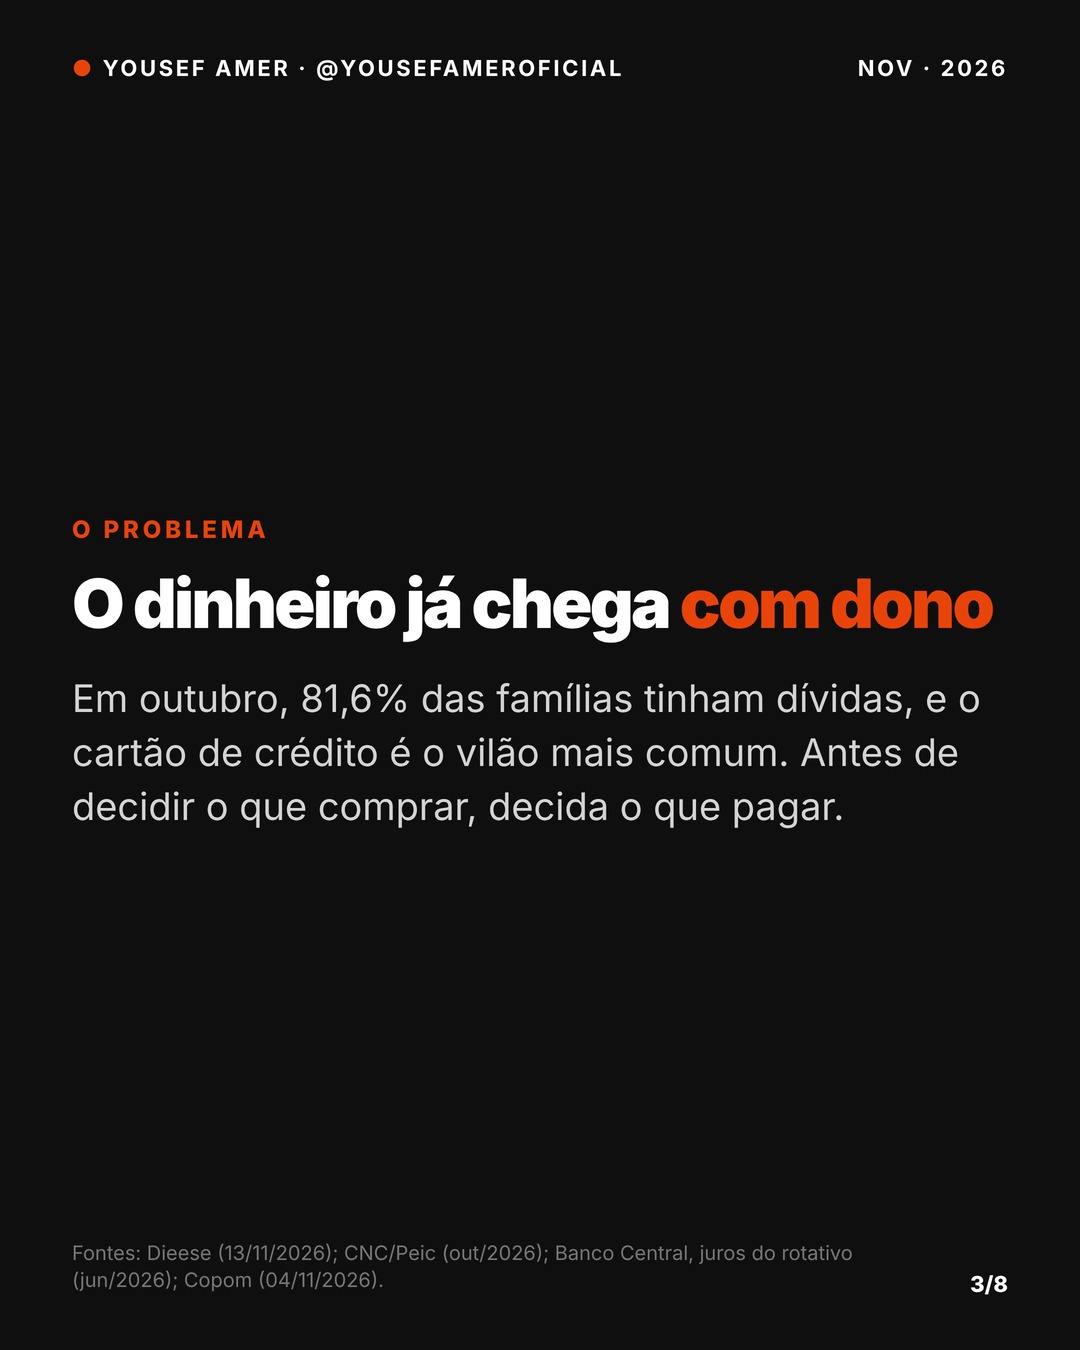 YOUSEF AMER · @YOUSEFAMEROFICIAL
NOV · 2026
O PROBLEMA
O dinheiro já chega com dono
Em outubro, 81,6% das famílias tinham dívidas, e o
cartão de crédito é o vilão mais comum. Antes de
decidir o que comprar, decida o que pagar.
Fontes: Dieese (13/11/2026); CNC/Peic (out/2026); Banco Central, juros do rotativo
(jun/2026); Copom (04/11/2026).
3/8